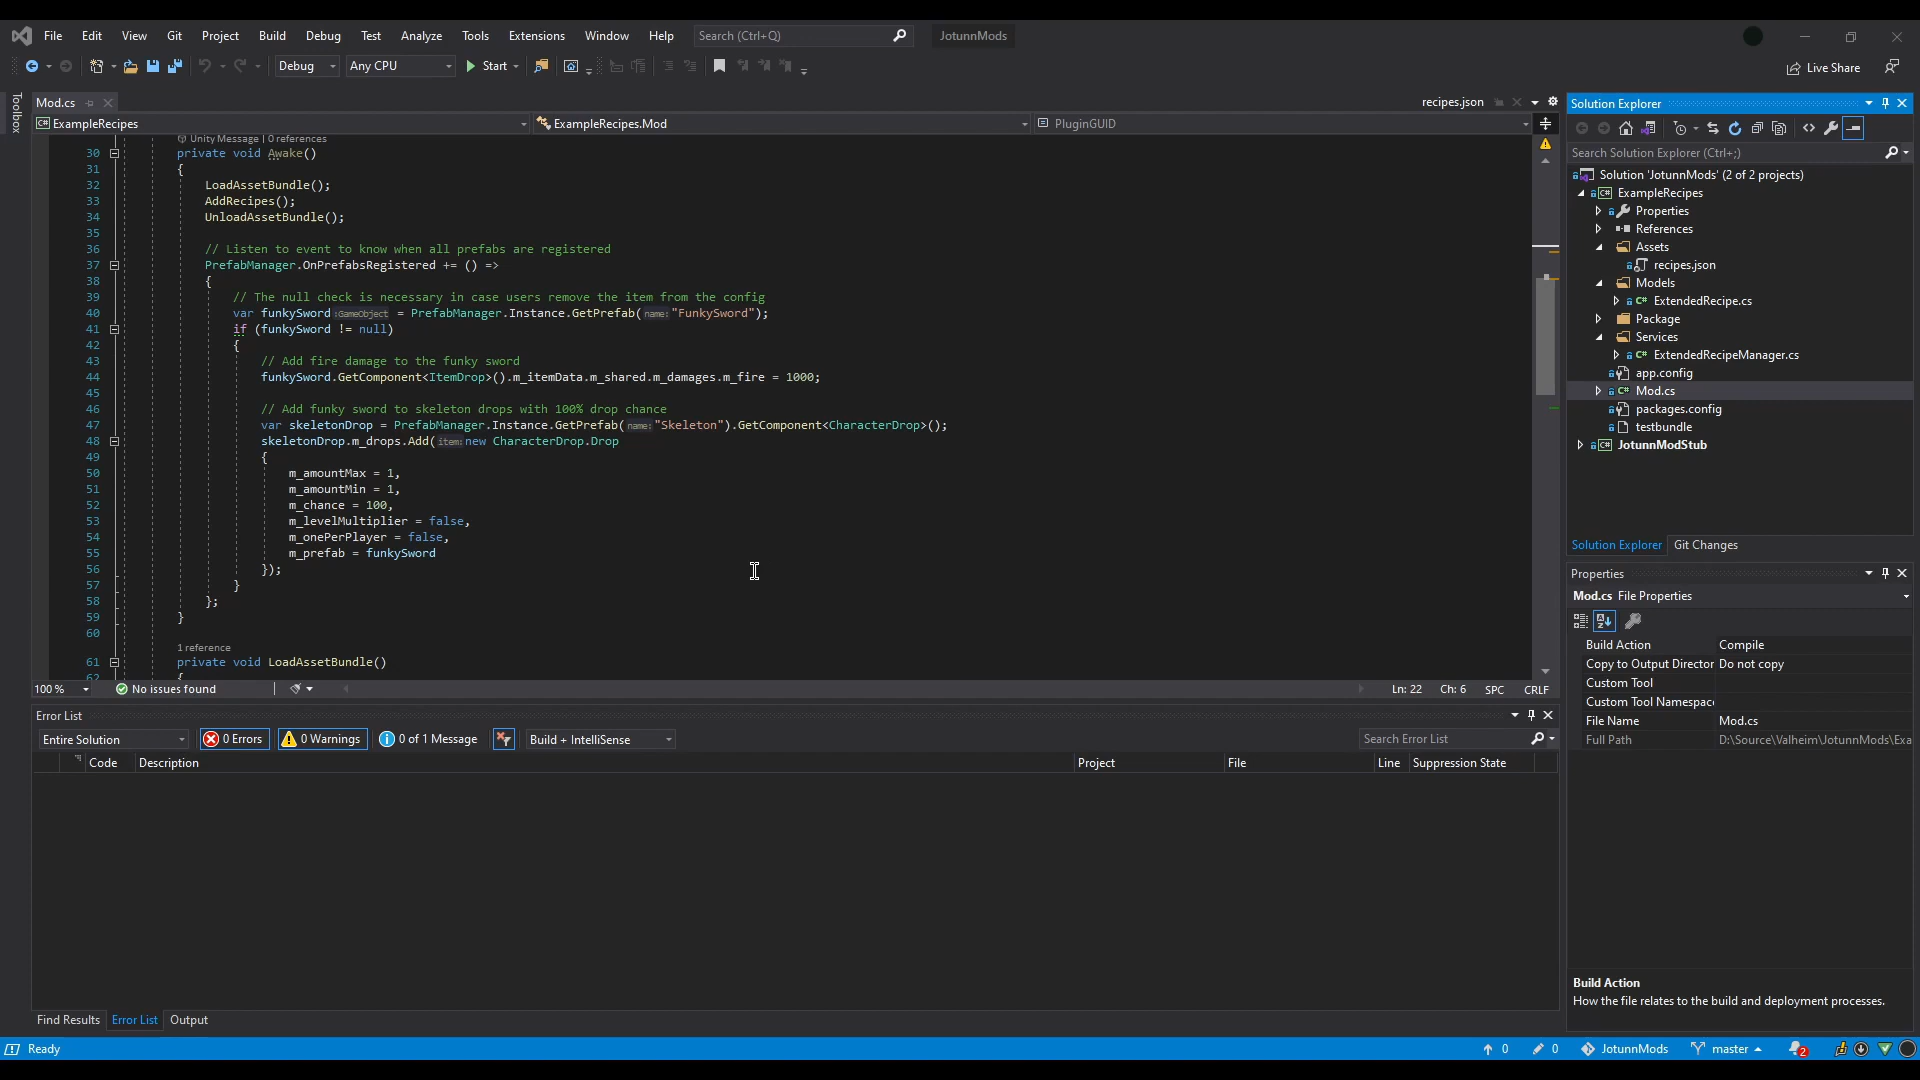 File Edit View Git Project Build Debug Test Analyze Tools Extensions Window Help Search (Ctrl+Q) JotunnMods
Debug Any CPU Start Live Share
Toolbox
Mod.cs recipes.json
ExampleRecipes ExampleRecipes.Mod PluginGUID
Unity Message | 0 references
30 private void Awake()
31 {
32 LoadAssetBundle();
33 AddRecipes();
34 UnloadAssetBundle();
35
36 // Listen to event to know when all prefabs are registered
37 PrefabManager.OnPrefabsRegistered += () =>
38 {
39 // The null check is necessary in case users remove the item from the config
40 var funkySword :GameObject = PrefabManager.Instance.GetPrefab( name: "FunkySword");
41 if (funkySword != null)
42 {
43 // Add fire damage to the funky sword
44 funkySword.GetComponent<ItemDrop>().m_itemData.m_shared.m_damages.m_fire = 1000;
45
46 // Add funky sword to skeleton drops with 100% drop chance
47 var skeletonDrop = PrefabManager.Instance.GetPrefab( name: "Skeleton").GetComponent<CharacterDrop>();
48 skeletonDrop.m_drops.Add( item: new CharacterDrop.Drop
49 {
50 m_amountMax = 1,
51 m_amountMin = 1,
52 m_chance = 100,
53 m_levelMultiplier = false,
54 m_onePerPlayer = false,
55 m_prefab = funkySword
56 });
57 }
58 };
59 }
60
1 reference
61 private void LoadAssetBundle()
62 {
100 % No issues found Ln: 22 Ch: 6 SPC CRLF
Error List
Entire Solution 0 Errors 0 Warnings 0 of 1 Message Build + IntelliSense Search Error List
Code Description Project File Line Suppression State
Find Results Error List Output
Solution Explorer
Search Solution Explorer (Ctrl+;)
Solution 'JotunnMods' (2 of 2 projects)
ExampleRecipes
Properties
References
Assets
recipes.json
Models
ExtendedRecipe.cs
Package
Services
ExtendedRecipeManager.cs
app.config
Mod.cs
packages.config
testbundle
JotunnModStub
Solution Explorer Git Changes
Properties
Mod.cs File Properties
Build Action Compile
Copy to Output Director Do not copy
Custom Tool
Custom Tool Namespac
File Name Mod.cs
Full Path D:\Source\Valheim\JotunnMods\Exa
Build Action
How the file relates to the build and deployment processes.
Ready 0 0 JotunnMods master 2